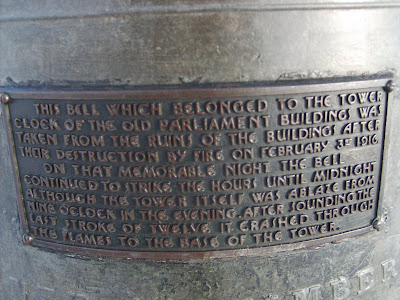 THIS BELL WHICH BELONGED TO THE TOWER
CLOCK OF THE OLD PARLIAMENT BUILDINGS WAS
TAKEN FROM THE RUINS OF THE BUILDINGS AFTER
THEIR DESTRUCTION BY FIRE ON FEBRUARY 3RD 1916.
ON THAT MEMORABLE NIGHT THE BELL
CONTINUED TO STRIKE THE HOURS UNTIL MIDNIGHT
ALTHOUGH THE TOWER ITSELF WAS ABLAZE FROM
NINE O'CLOCK IN THE EVENING. AFTER SOUNDING THE
LAST STROKE OF TWELVE IT CRASHED THROUGH
THE FLAMES TO THE BASE OF THE TOWER.